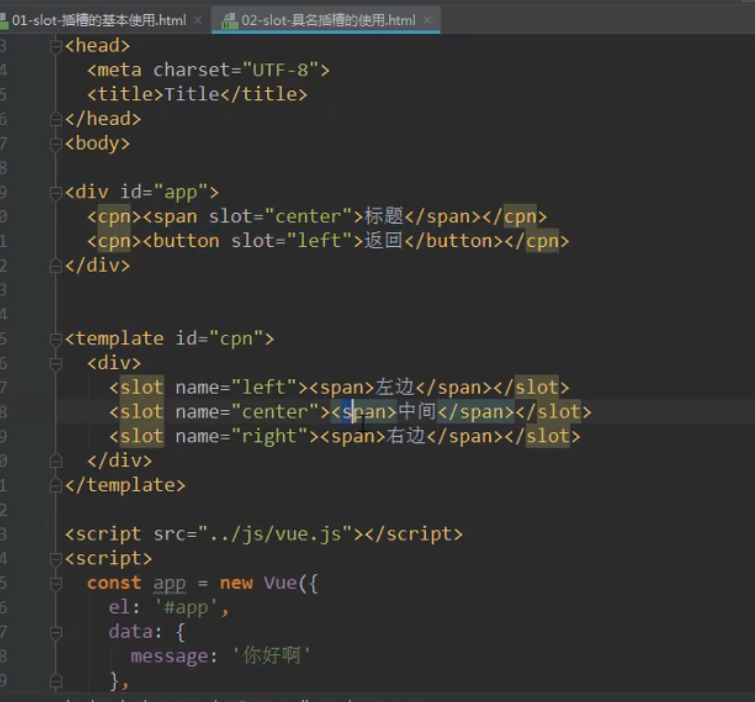 01-slot-插槽的基本使用.html × 02-slot-具名插槽的使用.html ×
3 <head>
4 <meta charset="UTF-8">
5 <title>Title</title>
6 </head>
7 <body>
8
9 <div id="app">
0 <cpn><span slot="center">标题</span></cpn>
1 <cpn><button slot="left">返回</button></cpn>
2 </div>
3
4
5 <template id="cpn">
6 <div>
7 <slot name="left"><span>左边</span></slot>
8 <slot name="center"><span>中间</span></slot>
9 <slot name="right"><span>右边</span></slot>
0 </div>
1 </template>
2
3 <script src="../js/vue.js"></script>
4 <script>
5 const app = new Vue({
6 el: '#app',
7 data: {
8 message: '你好啊'
9 },